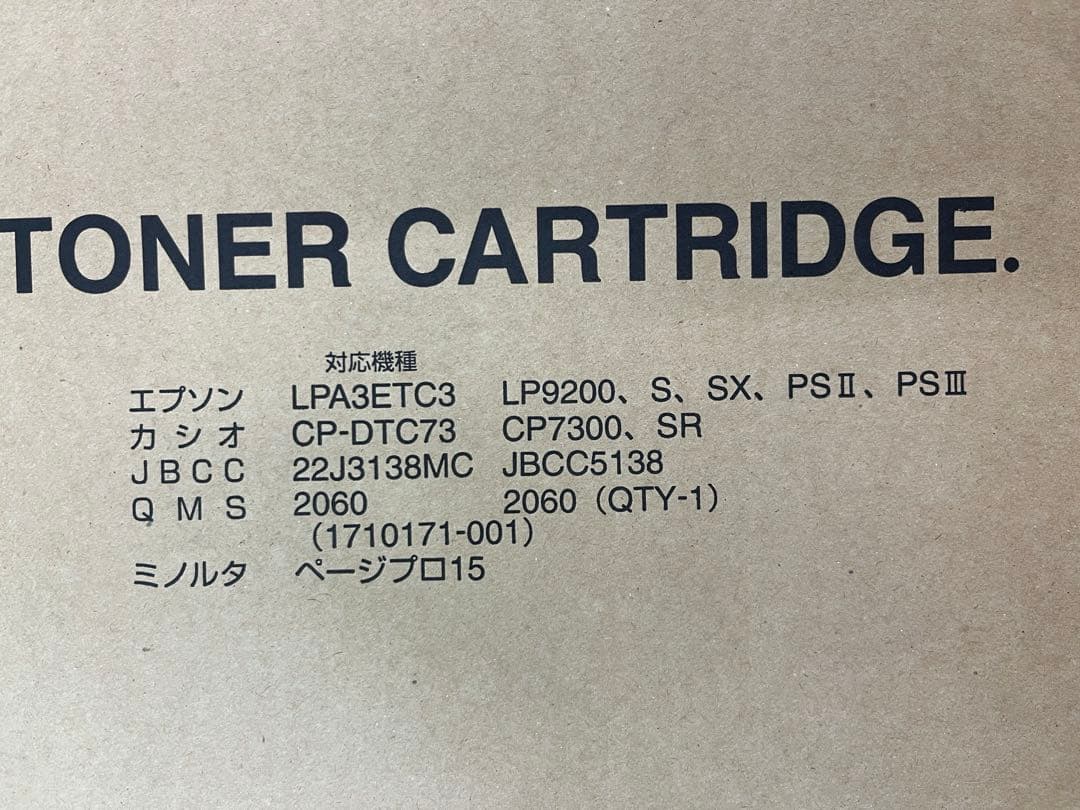 TONER CARTRIDGE.
対応機種
エプソン LPA3ETC3 LP9200、S、SX、PSⅡ、PSⅢ
カシオ CP-DTC73 CP7300、SR
JBCC 22J3138MC JBCC5138
QMS 2060 2060（QTY-1）
（1710171-001）
ミノルタ ページプロ15